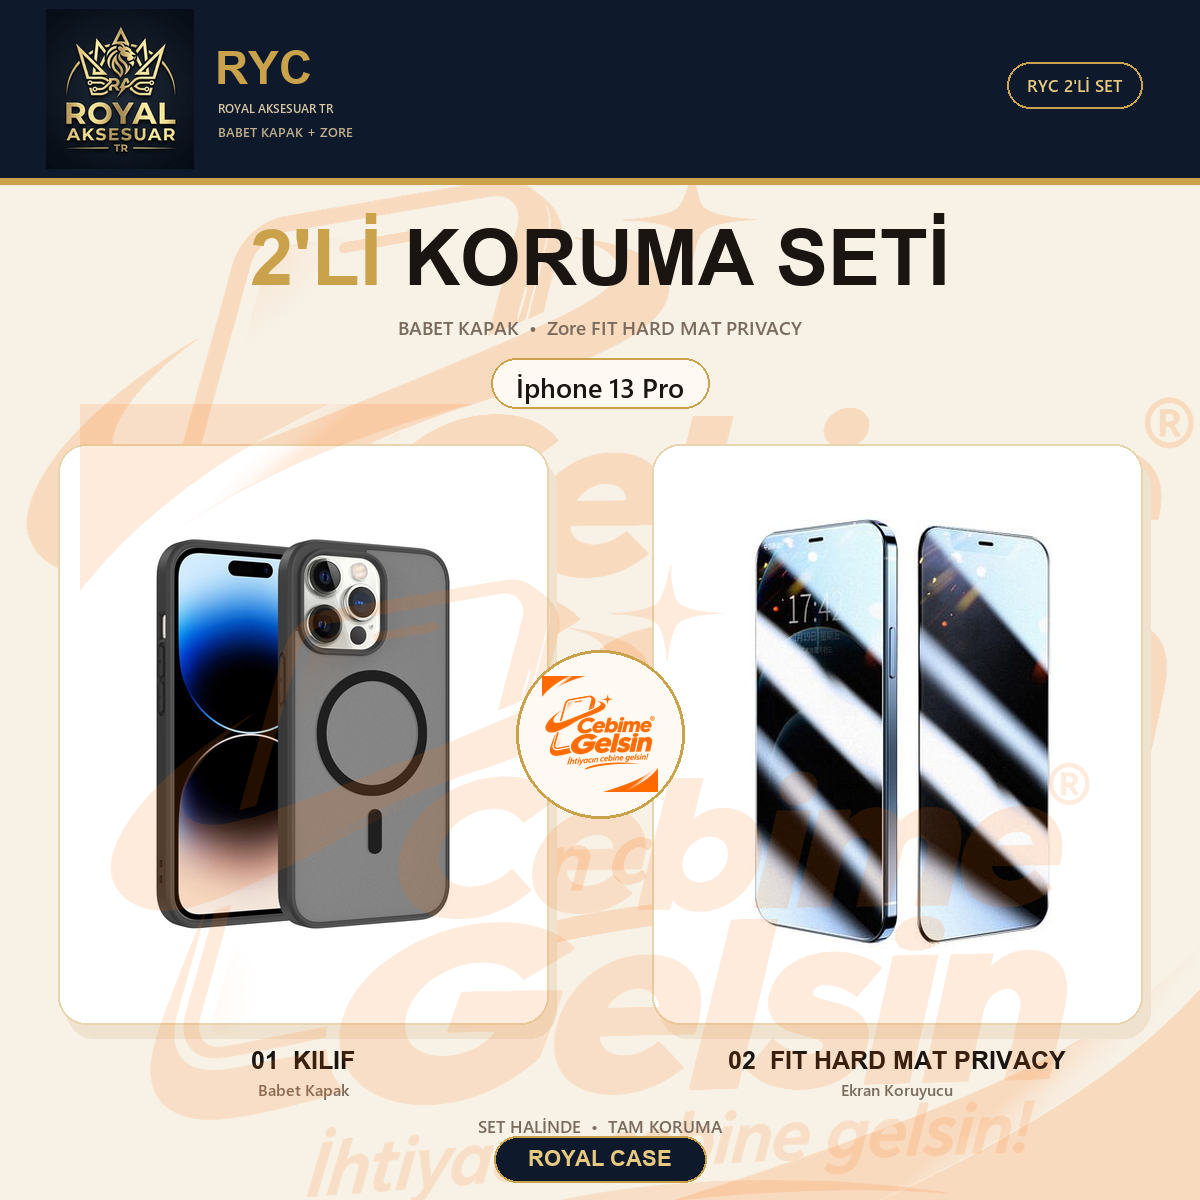 ROYAL
AKSESUAR
TR
RYC
ROYAL AKSESUAR TR
BABET KAPAK + ZORE
RYC 2'Lİ SET
2'Lİ KORUMA SETİ
BABET KAPAK • Zore FIT HARD MAT PRIVACY
İphone 13 Pro
17:42
Cebime
Gelsin
İhtiyacın cebine gelsin!
Cebime®
Gelsin
01 KILIF
Babet Kapak
02 FIT HARD MAT PRIVACY
Ekran Koruyucu
SET HALİNDE • TAM KORUMA
ROYAL CASE